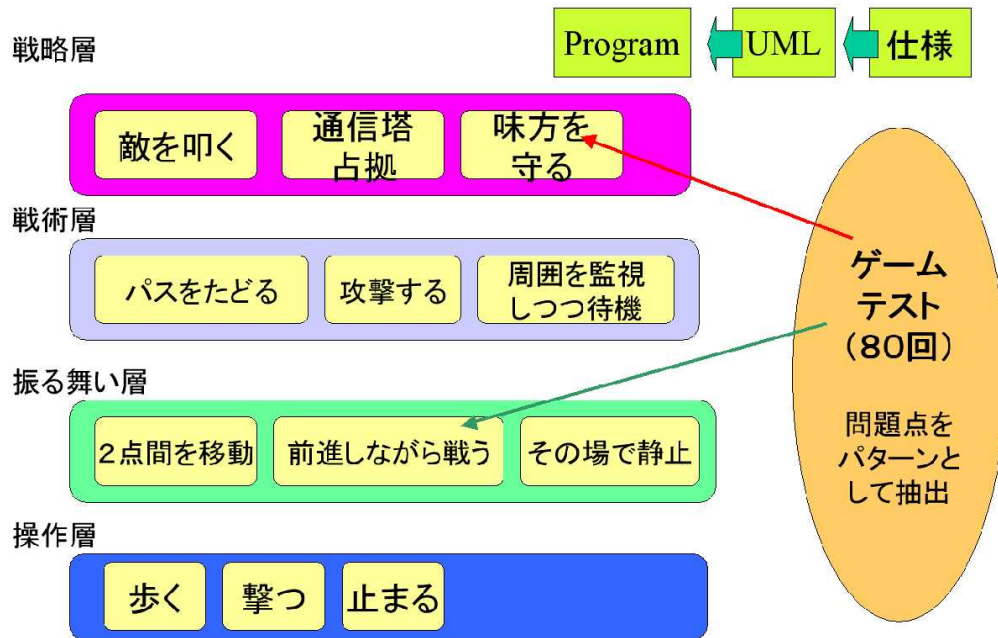 戦略層
Program
UML
仕様
敵を叩く
通信塔
占拠
味方を
守る
戦術層
パスをたどる
攻撃する
周囲を監視
しつつ待機
ゲーム
テスト
(80回)
問題点を
パターンと
して抽出
振る舞い層
2点間を移動
前進しながら戦う
その場で静止
操作層
歩く
撃つ
止まる